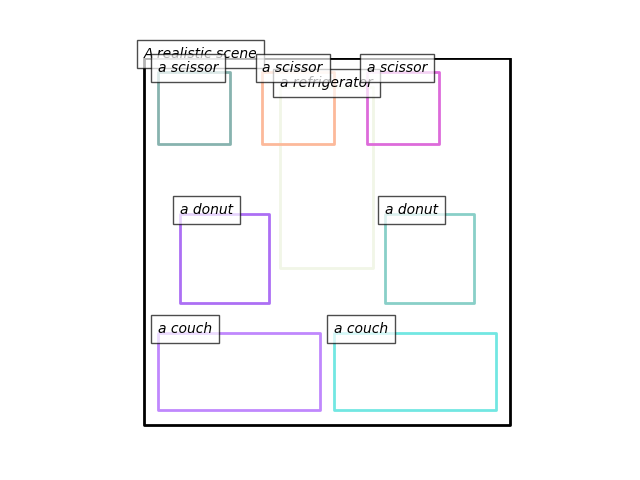 A realistic scene
a scissor
a scissor
a scissor
a refrigerator
a donut
a donut
a couch
a couch